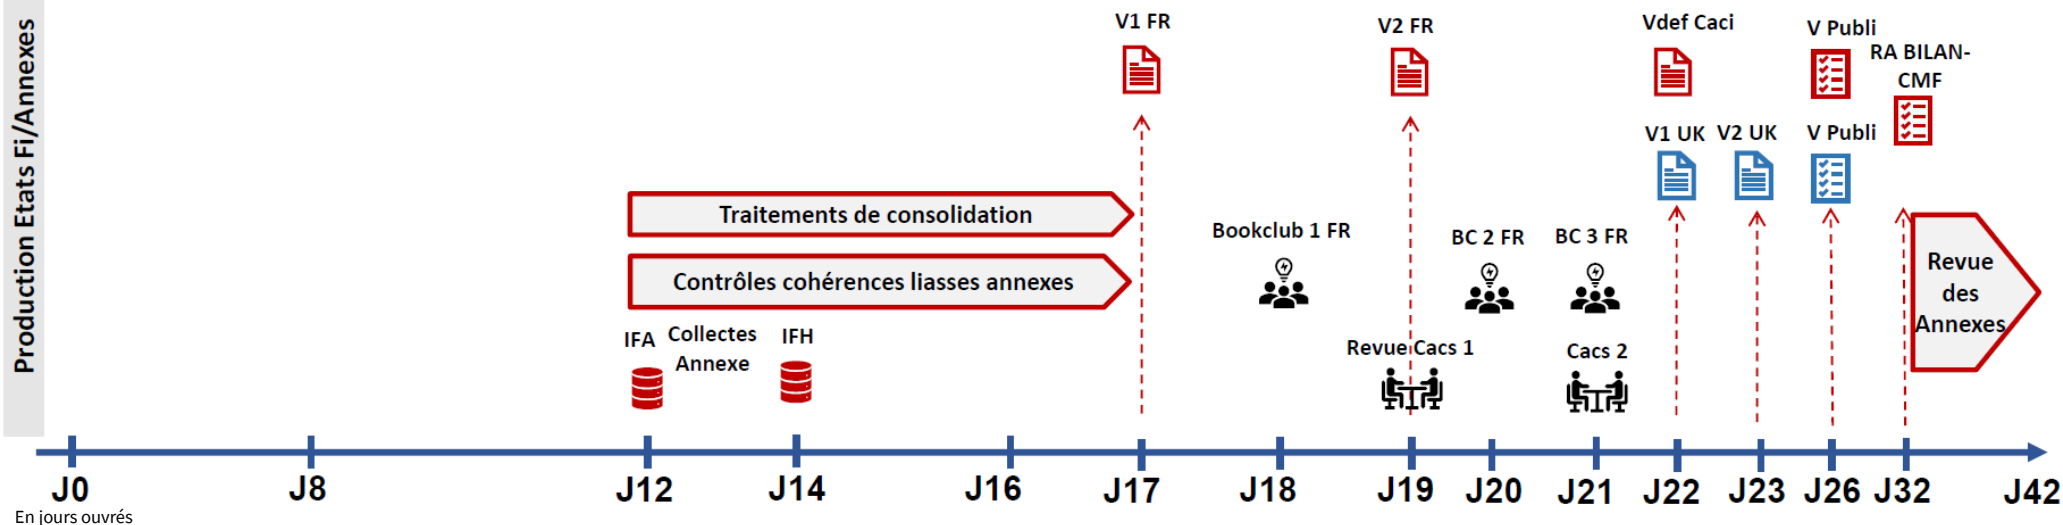 Production Etats Fi/Annexes
V1 FR
V2 FR
Vdef Caci
V Publi
RA BILAN-
CMF
V1 UK
V2 UK
V Publi
Traitements de consolidation
Contrôles cohérences liasses annexes
Bookclub 1 FR
BC 2 FR
BC 3 FR
Revue
des
Annexes
IFA
Collectes
Annexe
IFH
Revue Cacs 1
Cacs 2
J0
J8
J12
J14
J16
J17
J18
J19
J20
J21
J22
J23
J26
J32
J42
En jours ouvrés